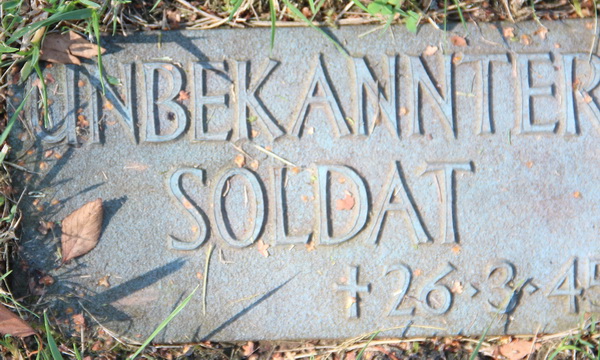 UNBEKANNTER
SOLDAT
† 26·3·45